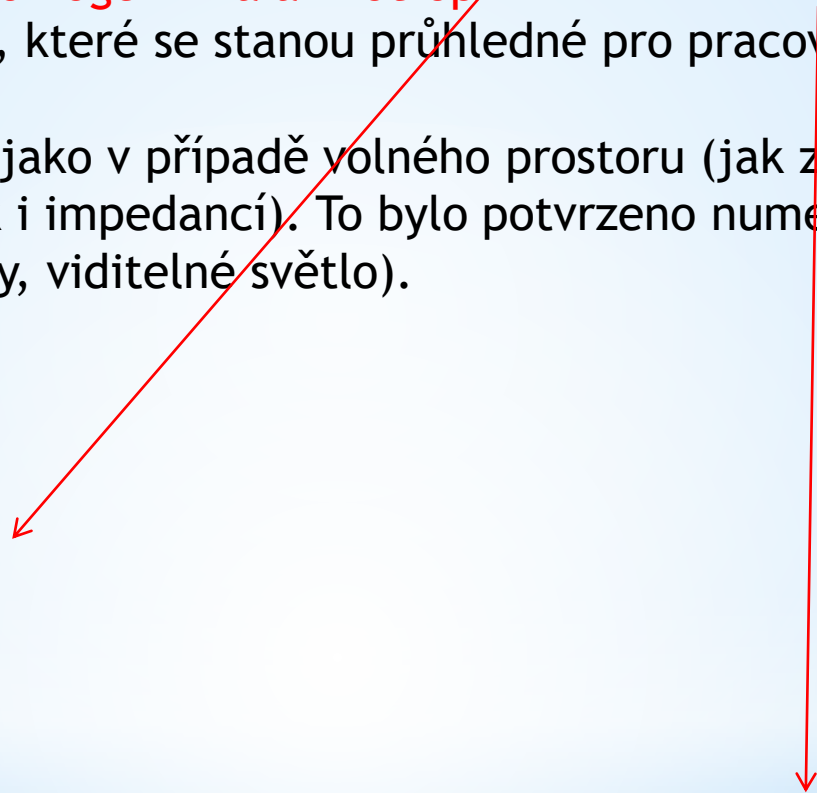 , které se stanou průhledné pro pracov
jako v případě volného prostoru (jak z
i impedancí). To bylo potvrzeno nume
y, viditelné světlo).